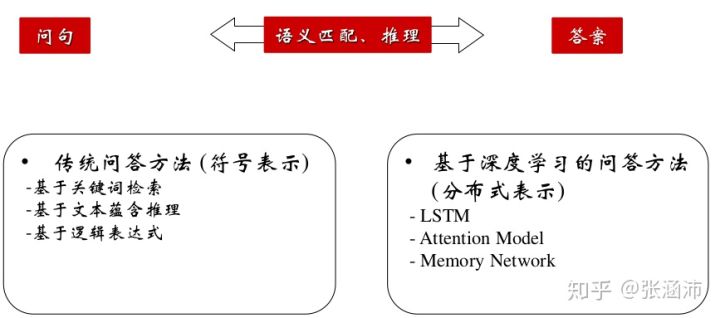 问句
语义匹配、推理
答案
• 传统问答方法(符号表示)
-基于关键词检索
-基于文本蕴含推理
-基于逻辑表达式
• 基于深度学习的问答方法
(分布式表示)
- LSTM
- Attention Model
- Memory Network
知乎 @张涵沛